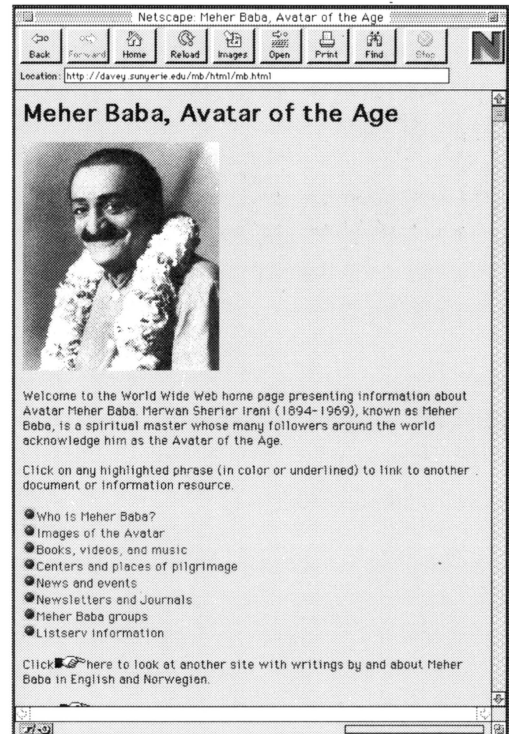 Netscape: Meher Baba, Avatar of the Age
Back Forward Home Reload Images Open Print Find Stop
N
Location: http://davey.sunyerie.edu/mb/html/mb.html
Meher Baba, Avatar of the Age
Welcome to the World Wide Web home page presenting information about
Avatar Meher Baba. Merwan Sheriar Irani (1894-1969), known as Meher
Baba, is a spiritual master whose many followers around the world
acknowledge him as the Avatar of the Age.
Click on any highlighted phrase (in color or underlined) to link to another
document or information resource.
Who is Meher Baba?
Images of the Avatar
Books, videos, and music
Centers and places of pilgrimage
News and events
Newsletters and Journals
Meher Baba groups
Listserv information
Click here to look at another site with writings by and about Meher
Baba in English and Norwegian.